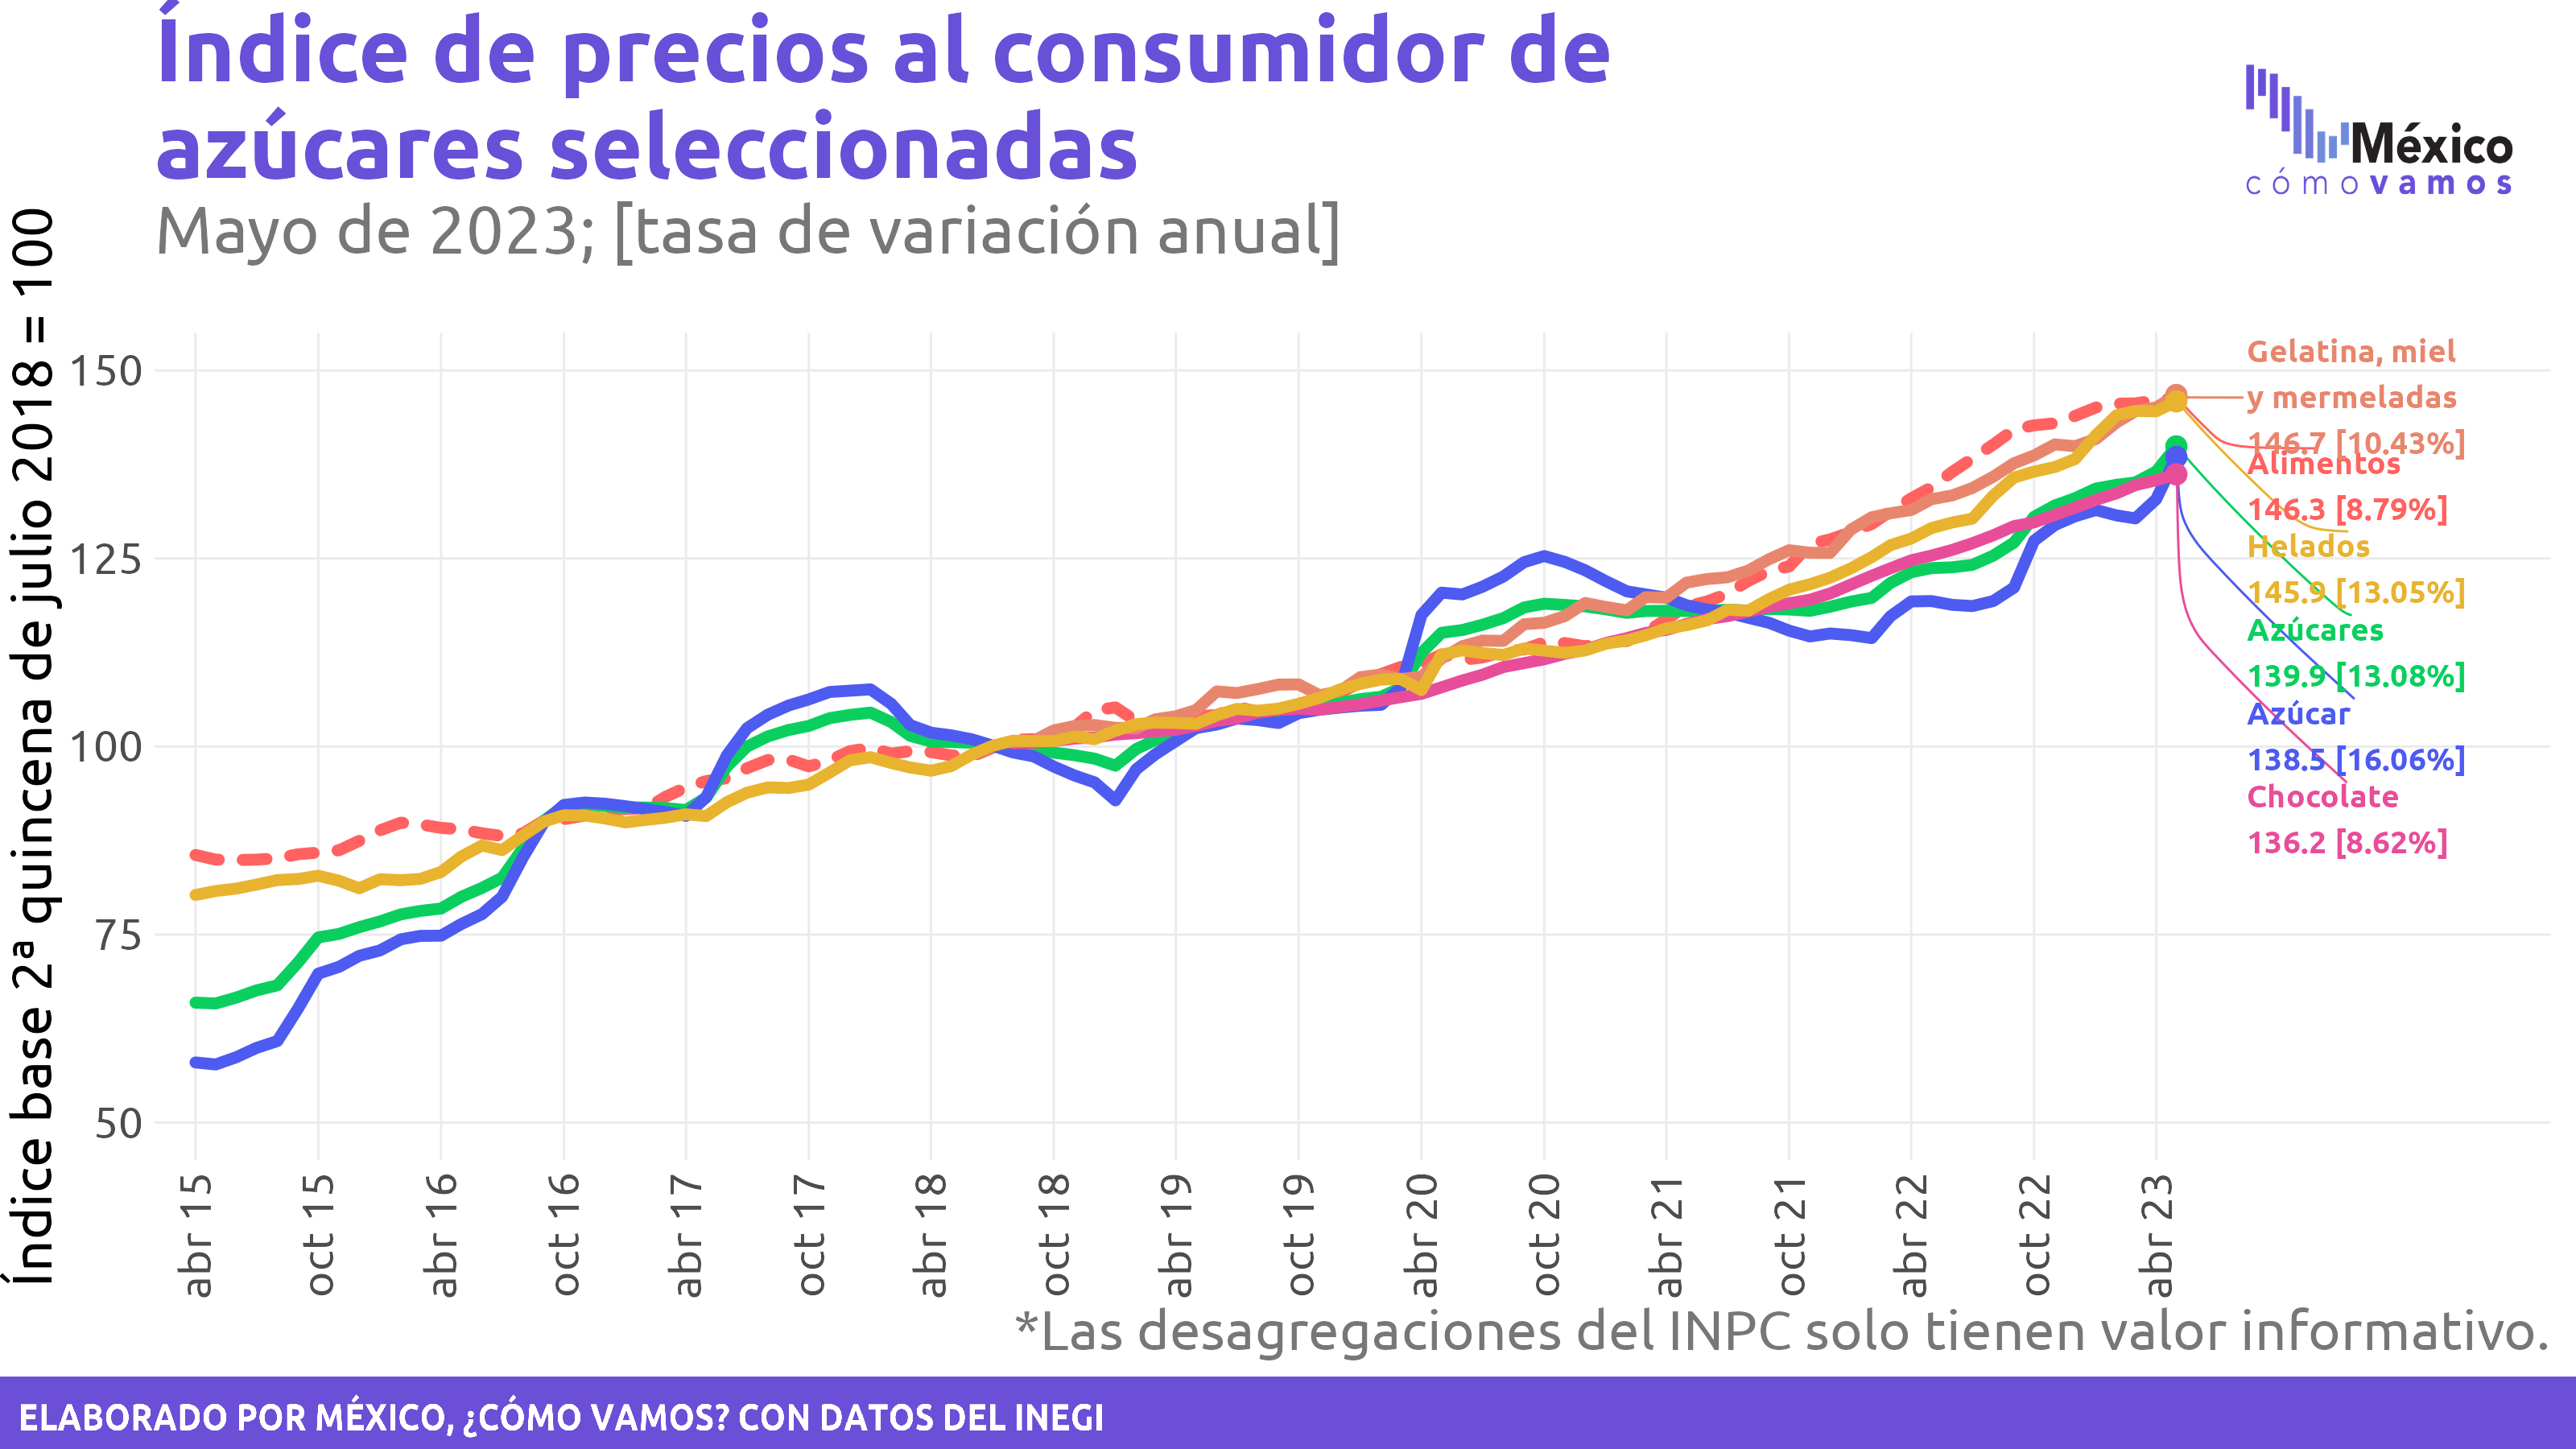 Índice de precios al consumidor de
azúcares seleccionadas
Mayo de 2023; [tasa de variación anual]
México
cómo vamos
Índice base 2ª quincena de julio 2018 = 100
150
125
100
75
50
Gelatina, miel
y mermeladas
146.7 [10.43%]
Alimentos
146.3 [8.79%]
Helados
145.9 [13.05%]
Azúcares
139.9 [13.08%]
Azúcar
138.5 [16.06%]
Chocolate
136.2 [8.62%]
abr 15
oct 15
abr 16
oct 16
abr 17
oct 17
abr 18
oct 18
abr 19
oct 19
abr 20
oct 20
abr 21
oct 21
abr 22
oct 22
abr 23
*Las desagregaciones del INPC solo tienen valor informativo.
ELABORADO POR MÉXICO, ¿CÓMO VAMOS? CON DATOS DEL INEGI